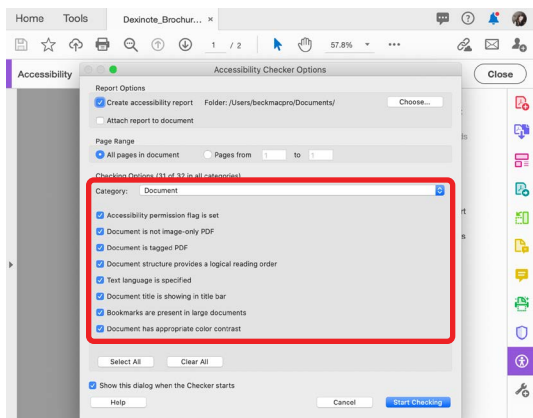 Home Tools Dexinote_Brochur... ×
1 / 2 57.8%
Accessibility Accessibility Checker Options Close
Report Options
Create accessibility report Folder: /Users/beckmacpro/Documents/ Choose...
Attach report to document
Page Range
All pages in document Pages from 1 to 1
Checking Options (31 of 32 in all categories)
Category: Document
Accessibility permission flag is set
Document is not image-only PDF
Document is tagged PDF
Document structure provides a logical reading order
Text language is specified
Document title is showing in title bar
Bookmarks are present in large documents
Document has appropriate color contrast
Select All Clear All
Show this dialog when the Checker starts
Help Cancel Start Checking